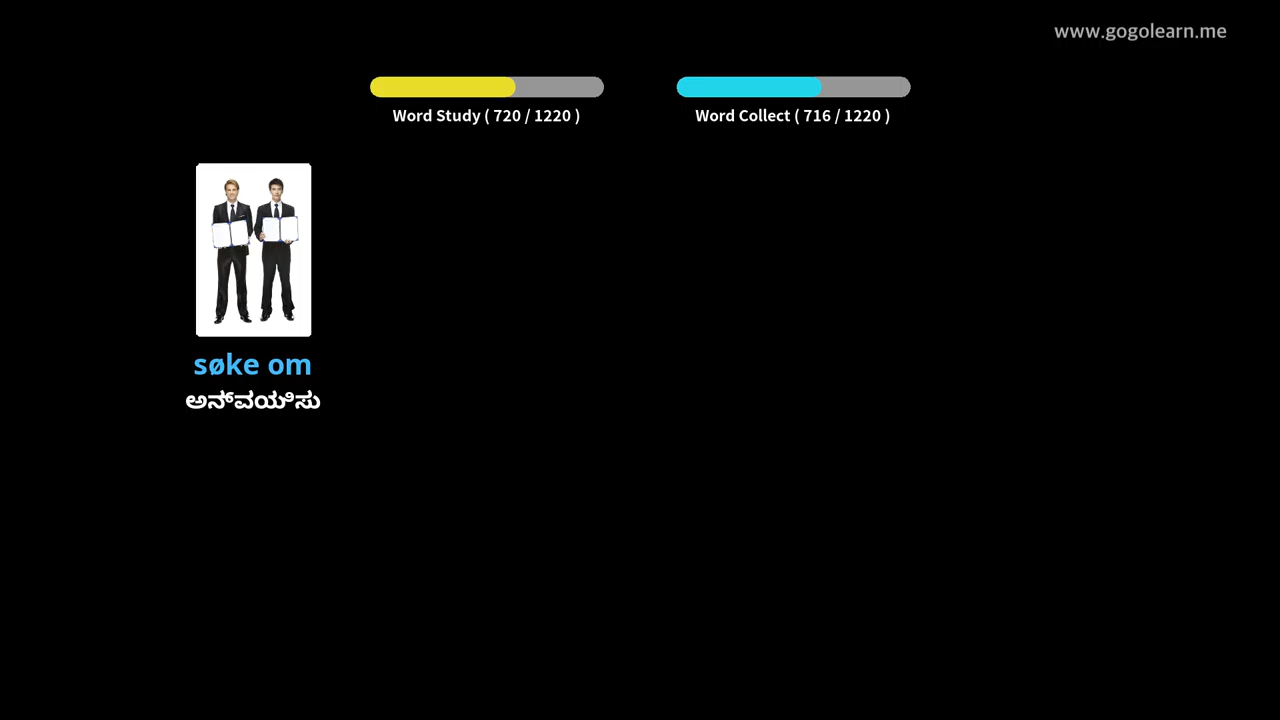 www.gogolearn.me
Word Study ( 720 / 1220 )
Word Collect ( 716 / 1220 )
søke om
ಅನ್ವಯಿಸು